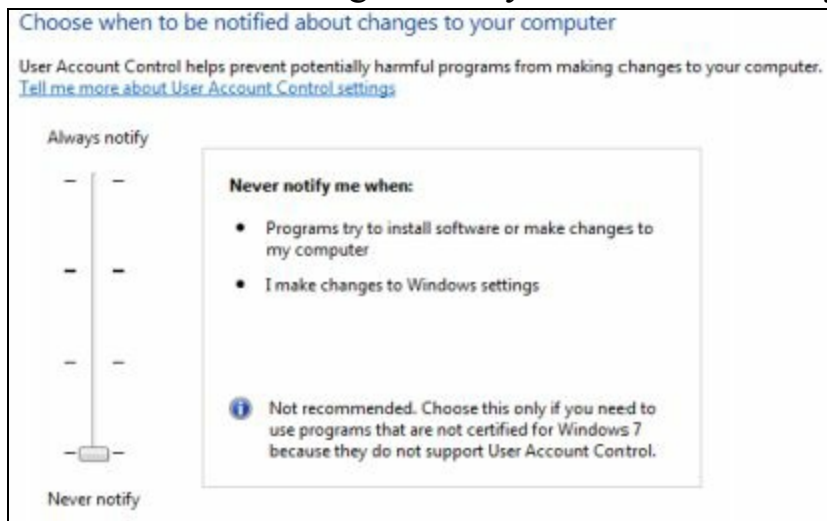 Choose when to be notified about changes to your computer
User Account Control helps prevent potentially harmful programs from making changes to your computer.
Tell me more about User Account Control settings
Always notify
Never notify me when:
• Programs try to install software or make changes to
my computer
• I make changes to Windows settings
Not recommended. Choose this only if you need to
use programs that are not certified for Windows 7
because they do not support User Account Control.
Never notify